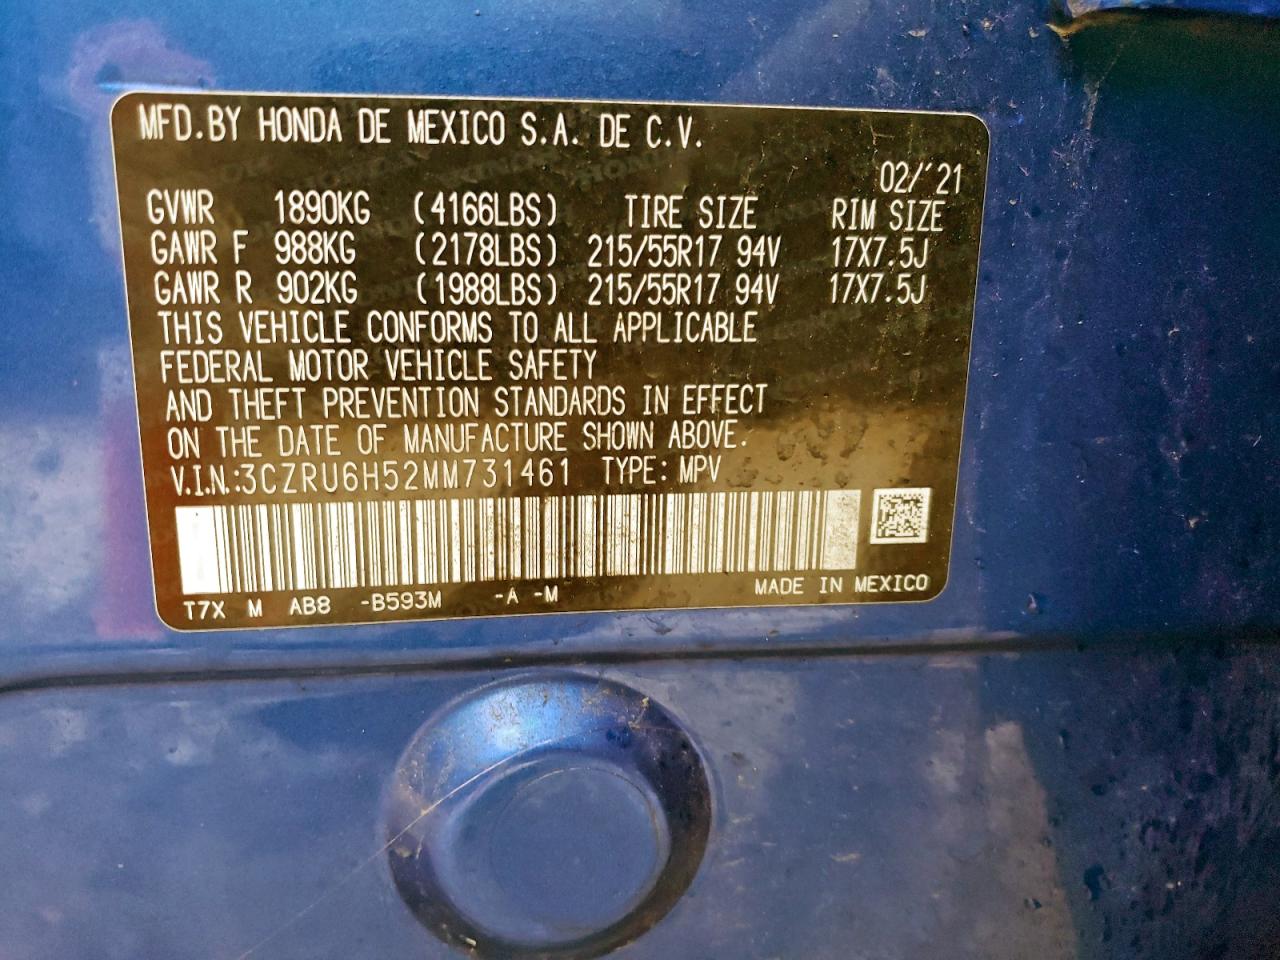 MFD.BY HONDA DE MEXICO S.A. DE C.V.
02/'21
GVWR 1890KG (4166LBS) TIRE SIZE RIM SIZE
GAWR F 988KG (2178LBS) 215/55R17 94V 17X7.5J
GAWR R 902KG (1988LBS) 215/55R17 94V 17X7.5J
THIS VEHICLE CONFORMS TO ALL APPLICABLE
FEDERAL MOTOR VEHICLE SAFETY
AND THEFT PREVENTION STANDARDS IN EFFECT
ON THE DATE OF MANUFACTURE SHOWN ABOVE.
V.I.N.:3CZRU6H52MM731461 TYPE: MPV
T7X M AB8 -B593M -A -M MADE IN MEXICO